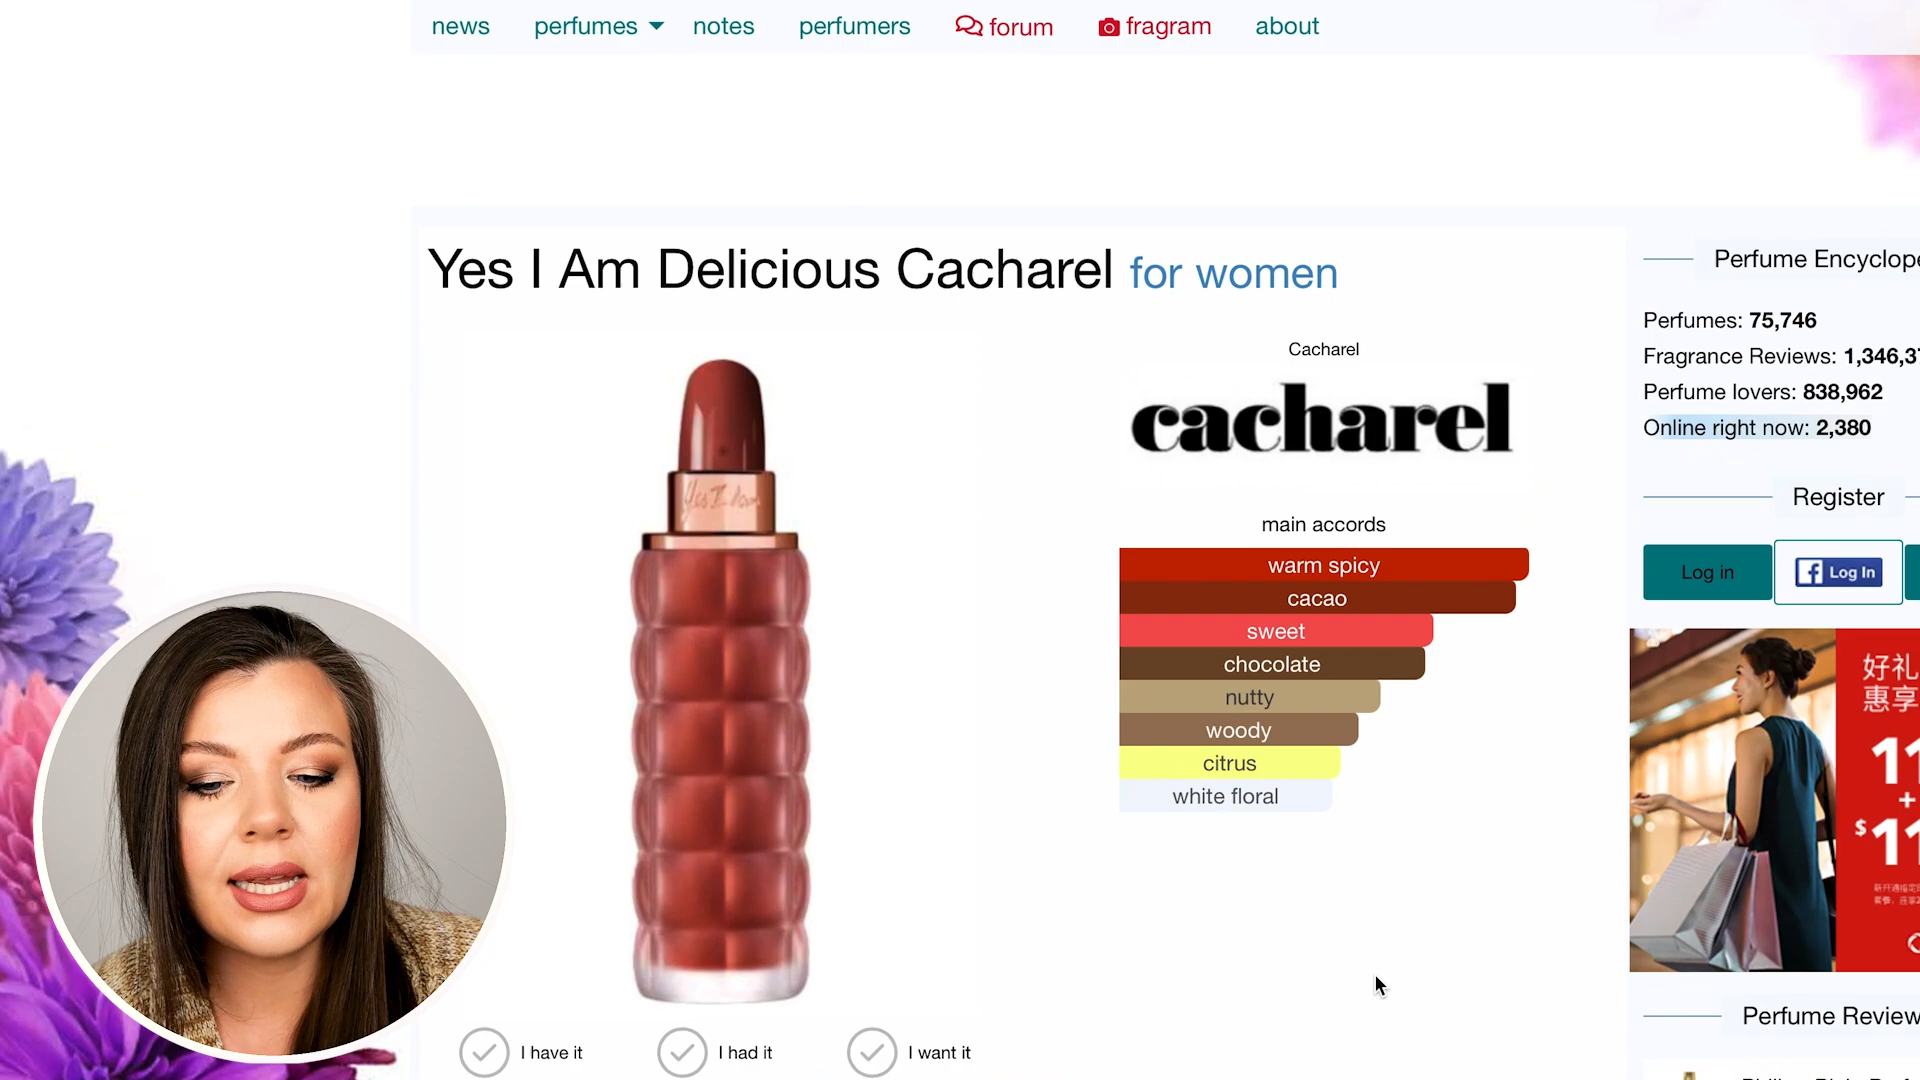 news perfumes notes perfumers forum fragram about
Yes I Am Delicious Cacharel for women
Cacharel
cacharel
main accords
warm spicy
cacao
sweet
chocolate
nutty
woody
citrus
white floral
I have it
I had it
I want it
Perfume Encyclope
Perfumes: 75,746
Fragrance Reviews: 1,346,37
Perfume lovers: 838,962
Online right now: 2,380
Register
Log in
Log In
好礼
惠享
11
+
$11
Perfume Review